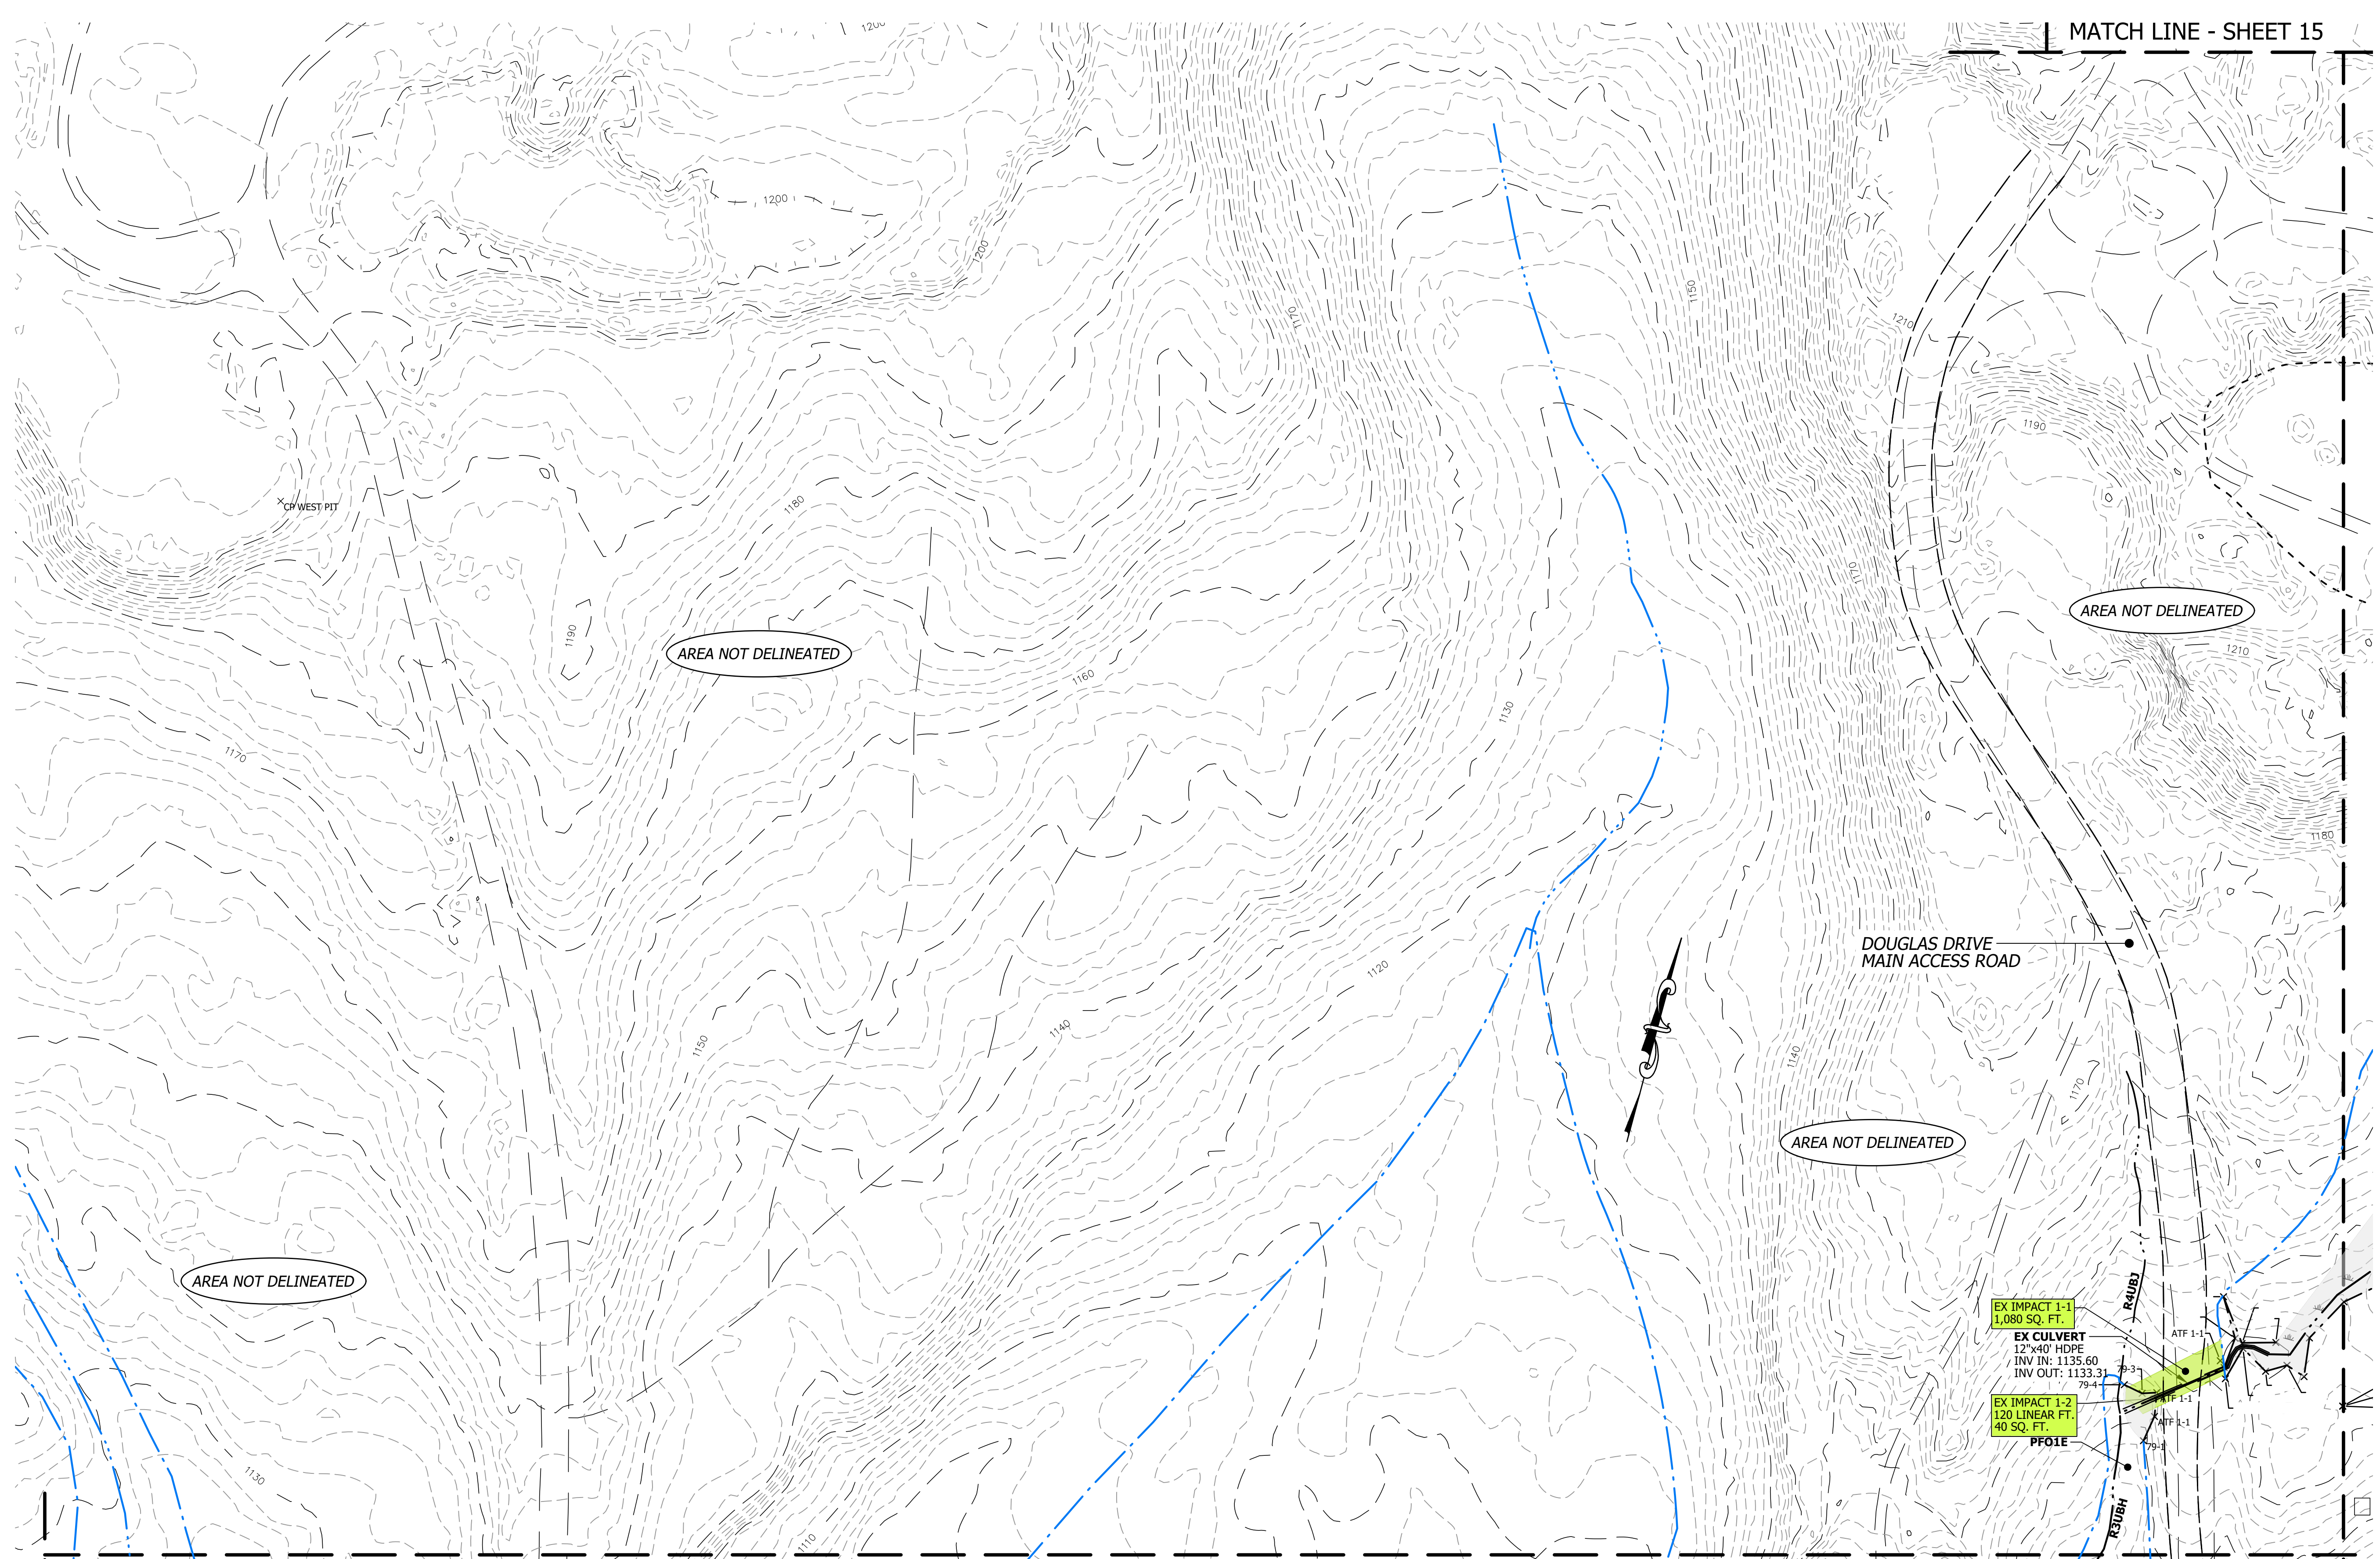 MATCH LINE - SHEET 15
1200
1200
1200
1150
1170
1210
1190
CP WEST PIT
1180
1170
AREA NOT DELINEATED
1190
AREA NOT DELINEATED
1210
1160
1130
1170
1180
DOUGLAS DRIVE
MAIN ACCESS ROAD
1120
1140
1150
1140
1170
AREA NOT DELINEATED
AREA NOT DELINEATED
R4UBJ
EX IMPACT 1-1
1,080 SQ. FT.
ATF 1-1
EX CULVERT
12"x40' HDPE
INV IN: 1135.60
INV OUT: 1133.31
79-3
79-4
EX IMPACT 1-2
120 LINEAR FT.
40 SQ. FT.
ATF 1-1
ATF 1-1
PFO1E
79-1
1130
R3UBH
1110